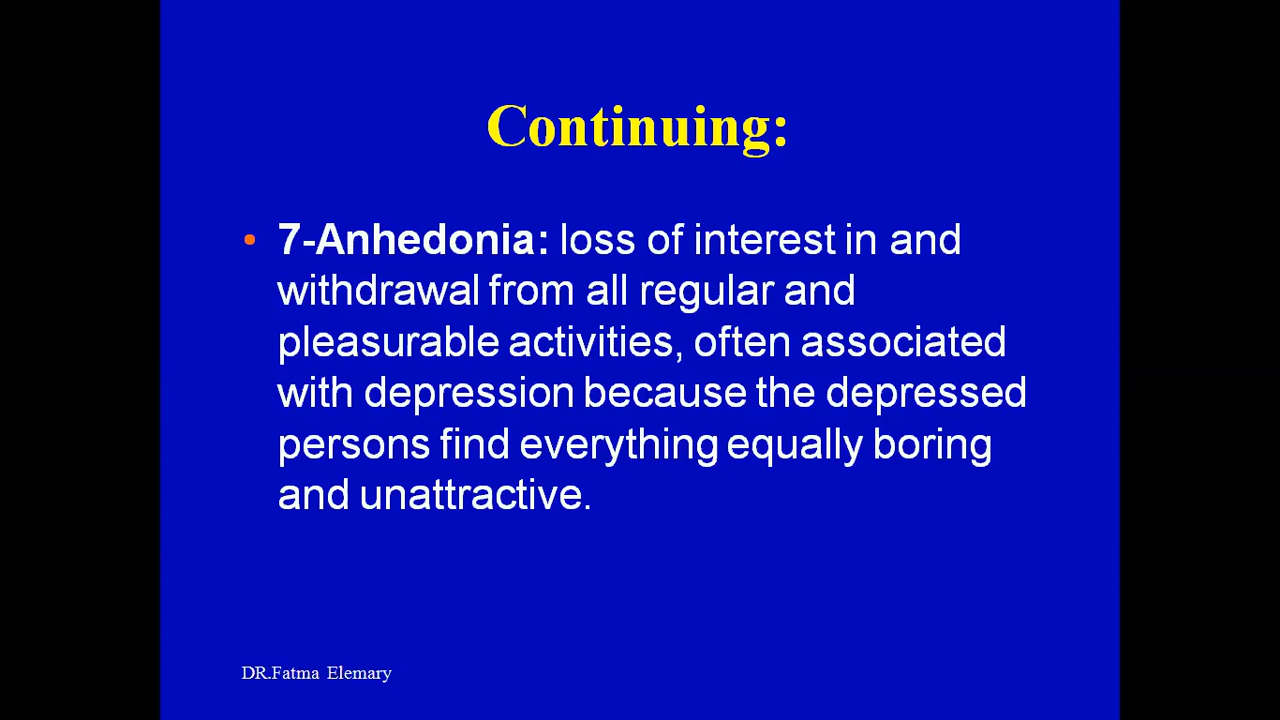 Continuing:
• 7-Anhedonia: loss of interest in and
withdrawal from all regular and
pleasurable activities, often associated
with depression because the depressed
persons find everything equally boring
and unattractive.
DR.Fatma Elemary